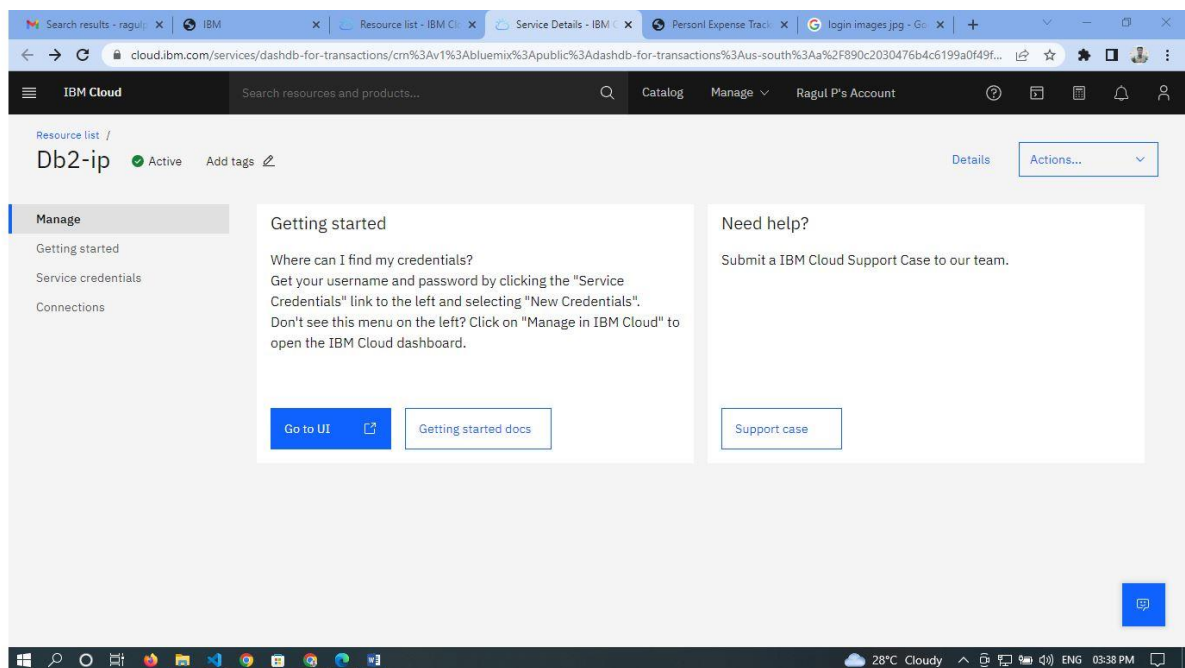 Search results - ragulp
IBM
Resource list - IBM Cl
Service Details - IBM C
Personl Expense Track
login images jpg - Go
cloud.ibm.com/services/dashdb-for-transactions/crn%3Av1%3Abluemix%3Apublic%3Adashdb-for-transactions%3Aus-south%3Aa%2F890c2030476b4c6199a0f49f...
IBM Cloud
Search resources and products...
Catalog
Manage
Ragul P's Account
Resource list /
Db2-ip
Active
Add tags
Details
Actions...
Manage
Getting started
Service credentials
Connections
Getting started
Where can I find my credentials?
Get your username and password by clicking the "Service
Credentials" link to the left and selecting "New Credentials".
Don't see this menu on the left? Click on "Manage in IBM Cloud" to
open the IBM Cloud dashboard.
Go to UI
Getting started docs
Need help?
Submit a IBM Cloud Support Case to our team.
Support case
28°C Cloudy
ENG
03:38 PM